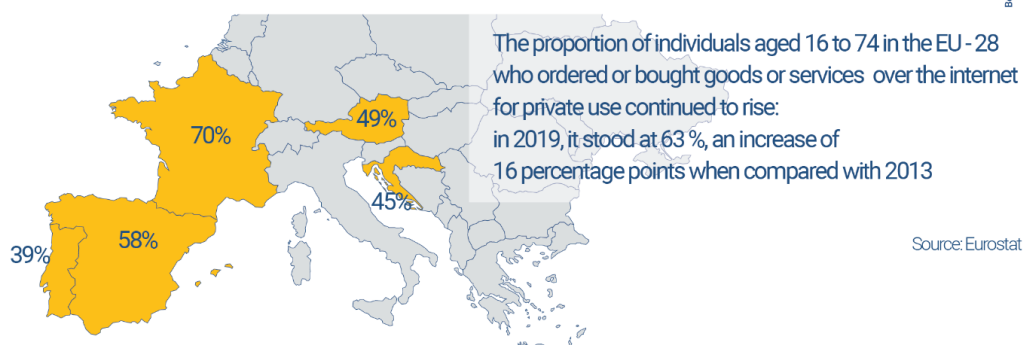 The proportion of individuals aged 16 to 74 in the EU - 28
who ordered or bought goods or services over the internet
for private use continued to rise:
in 2019, it stood at 63 %, an increase of
16 percentage points when compared with 2013
49%
70%
45%
58%
39%
Source: Eurostat